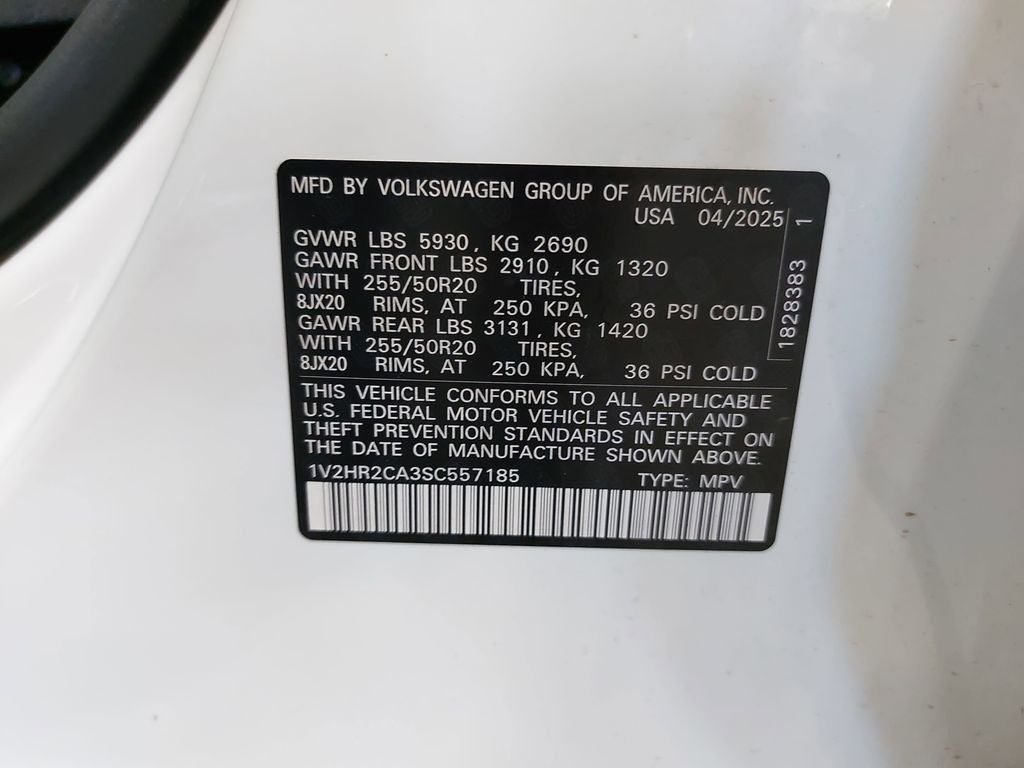 MFD BY VOLKSWAGEN GROUP OF AMERICA, INC.
USA 04/2025
GVWR LBS 5930, KG 2690
GAWR FRONT LBS 2910, KG 1320
WITH 255/50R20 TIRES,
8JX20 RIMS, AT 250 KPA, 36 PSI COLD
GAWR REAR LBS 3131, KG 1420
WITH 255/50R20 TIRES,
8JX20 RIMS, AT 250 KPA, 36 PSI COLD
1828383 1
THIS VEHICLE CONFORMS TO ALL APPLICABLE
U.S. FEDERAL MOTOR VEHICLE SAFETY AND
THEFT PREVENTION STANDARDS IN EFFECT ON
THE DATE OF MANUFACTURE SHOWN ABOVE.
1V2HR2CA3SC557185 TYPE: MPV